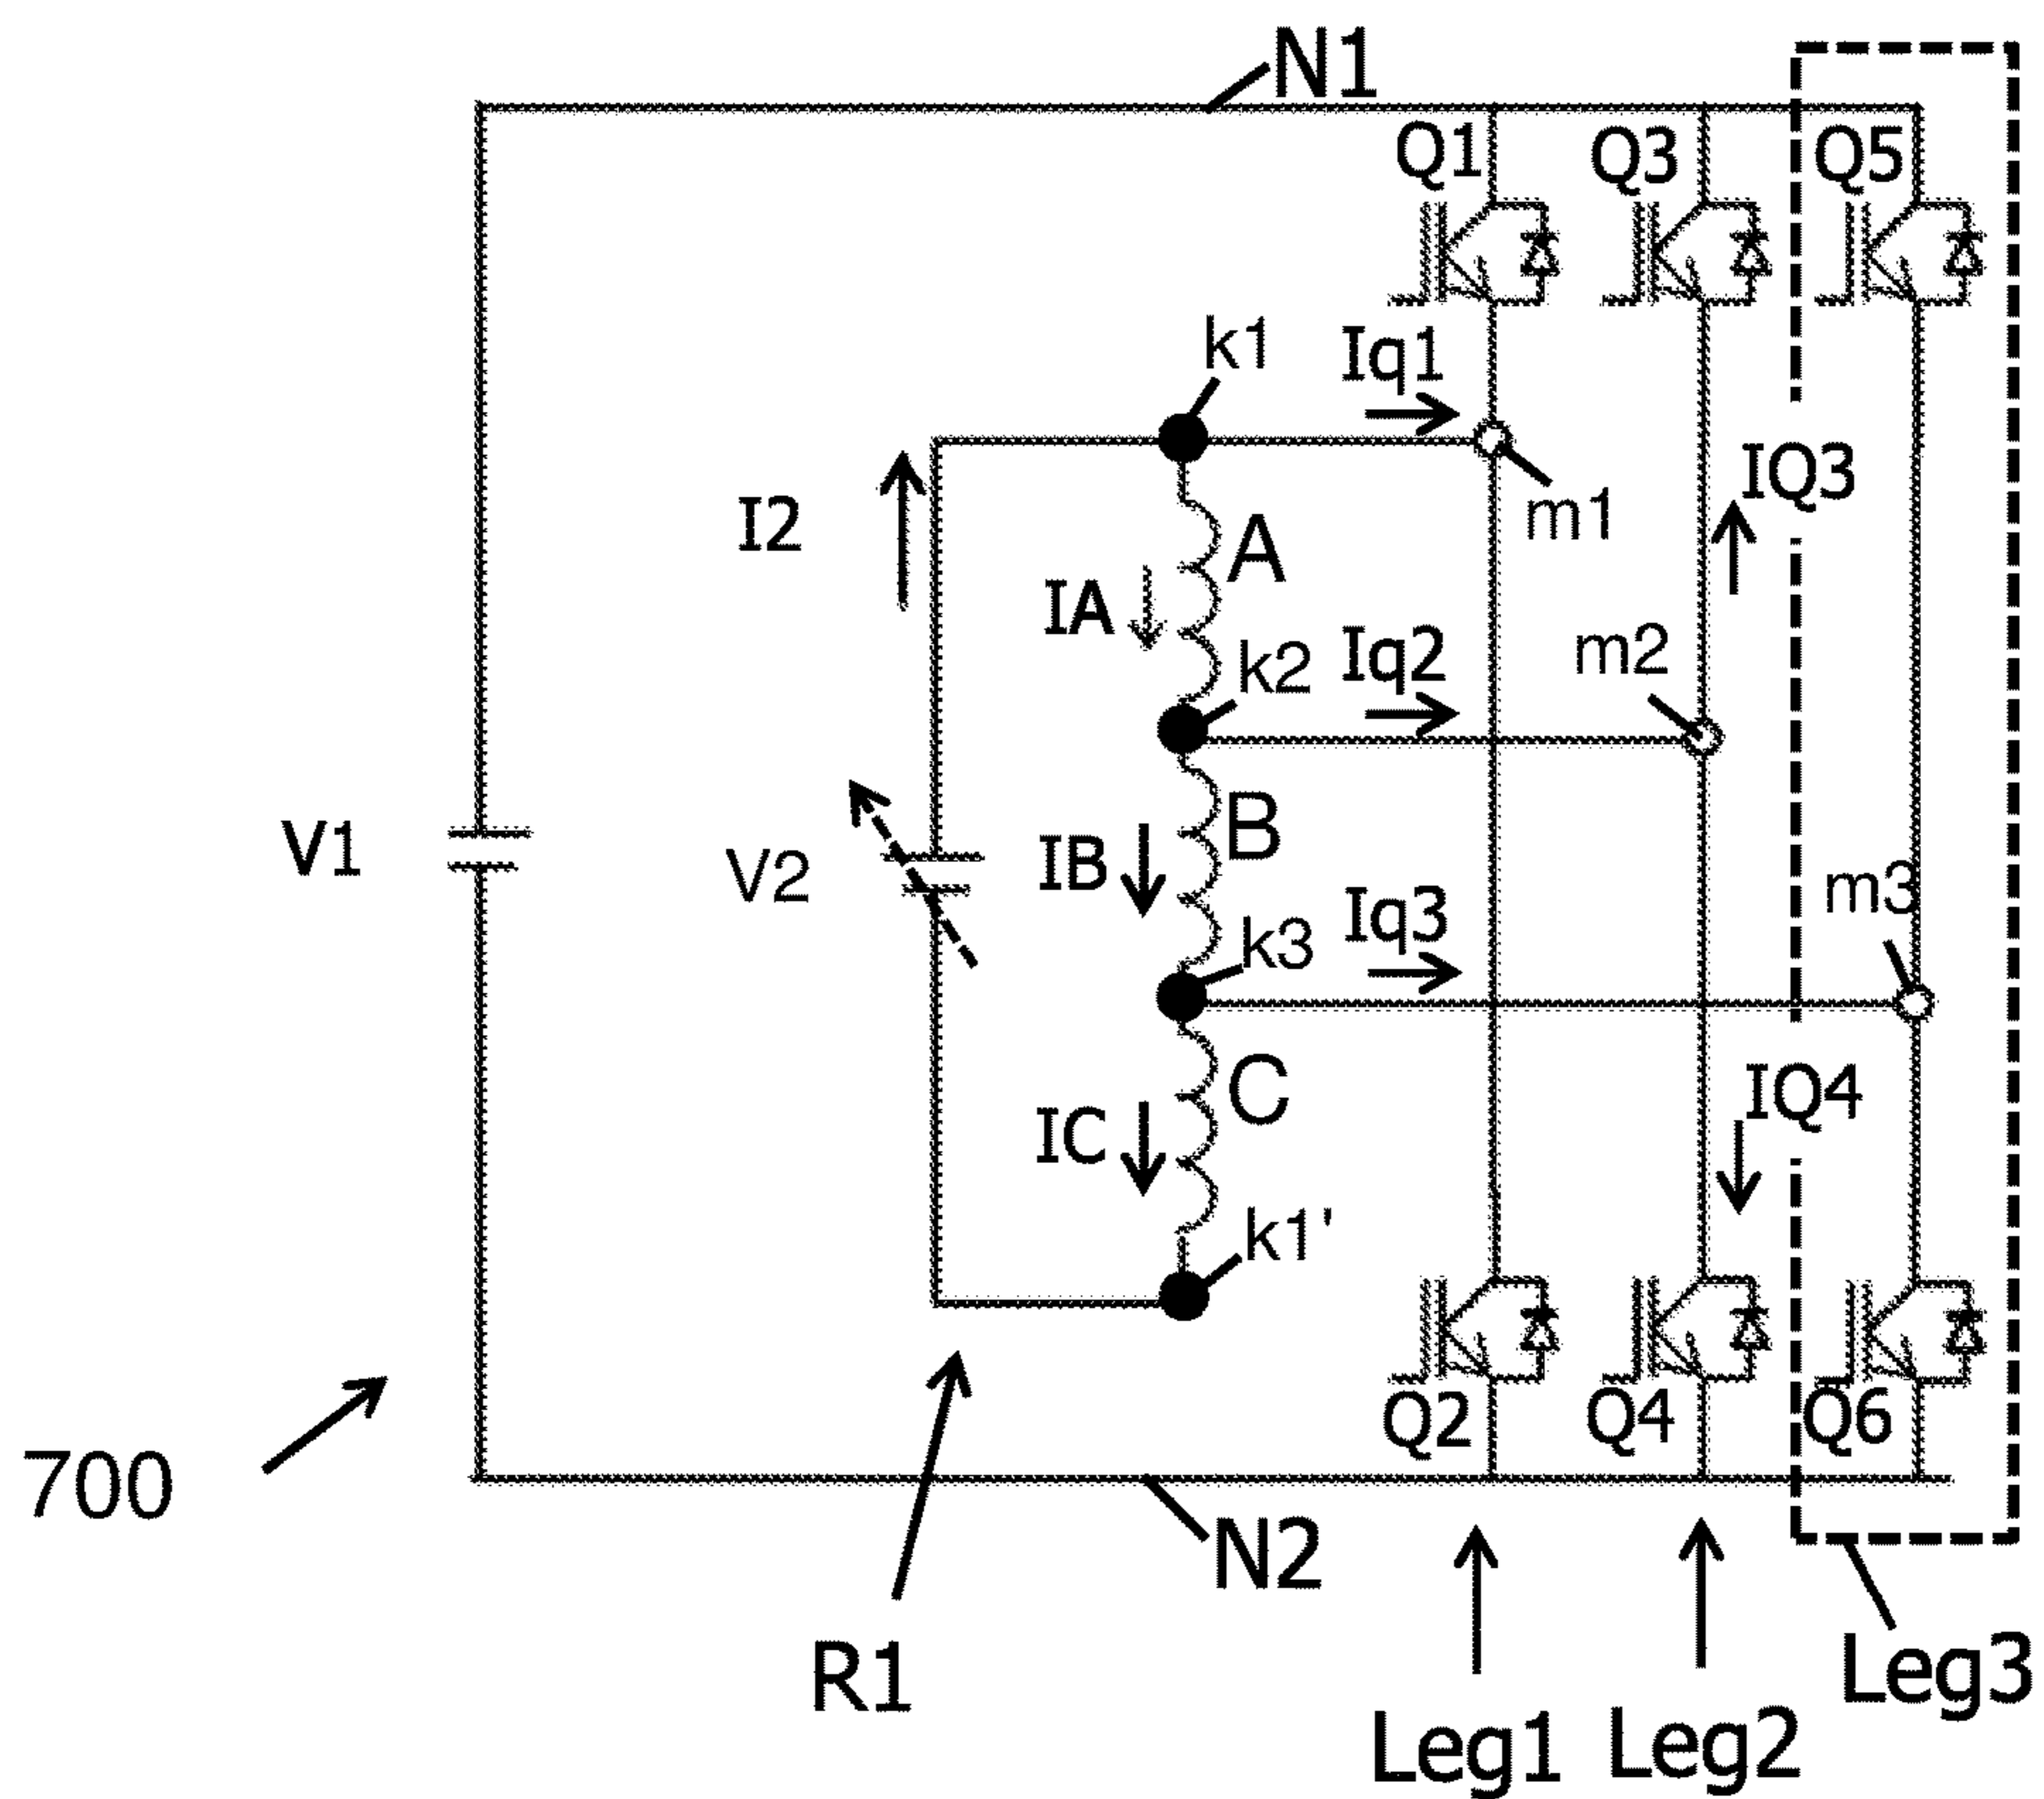 N1
Q1
Q3
Q5
k1
Iq1
IQ3
I2
m1
A
IA
k2
Iq2
m2
V1
V2
B
IB
k3
Iq3
m3
C
IC
IQ4
k1'
Q2
Q4
Q6
700
N2
R1
Leg1
Leg2
Leg3